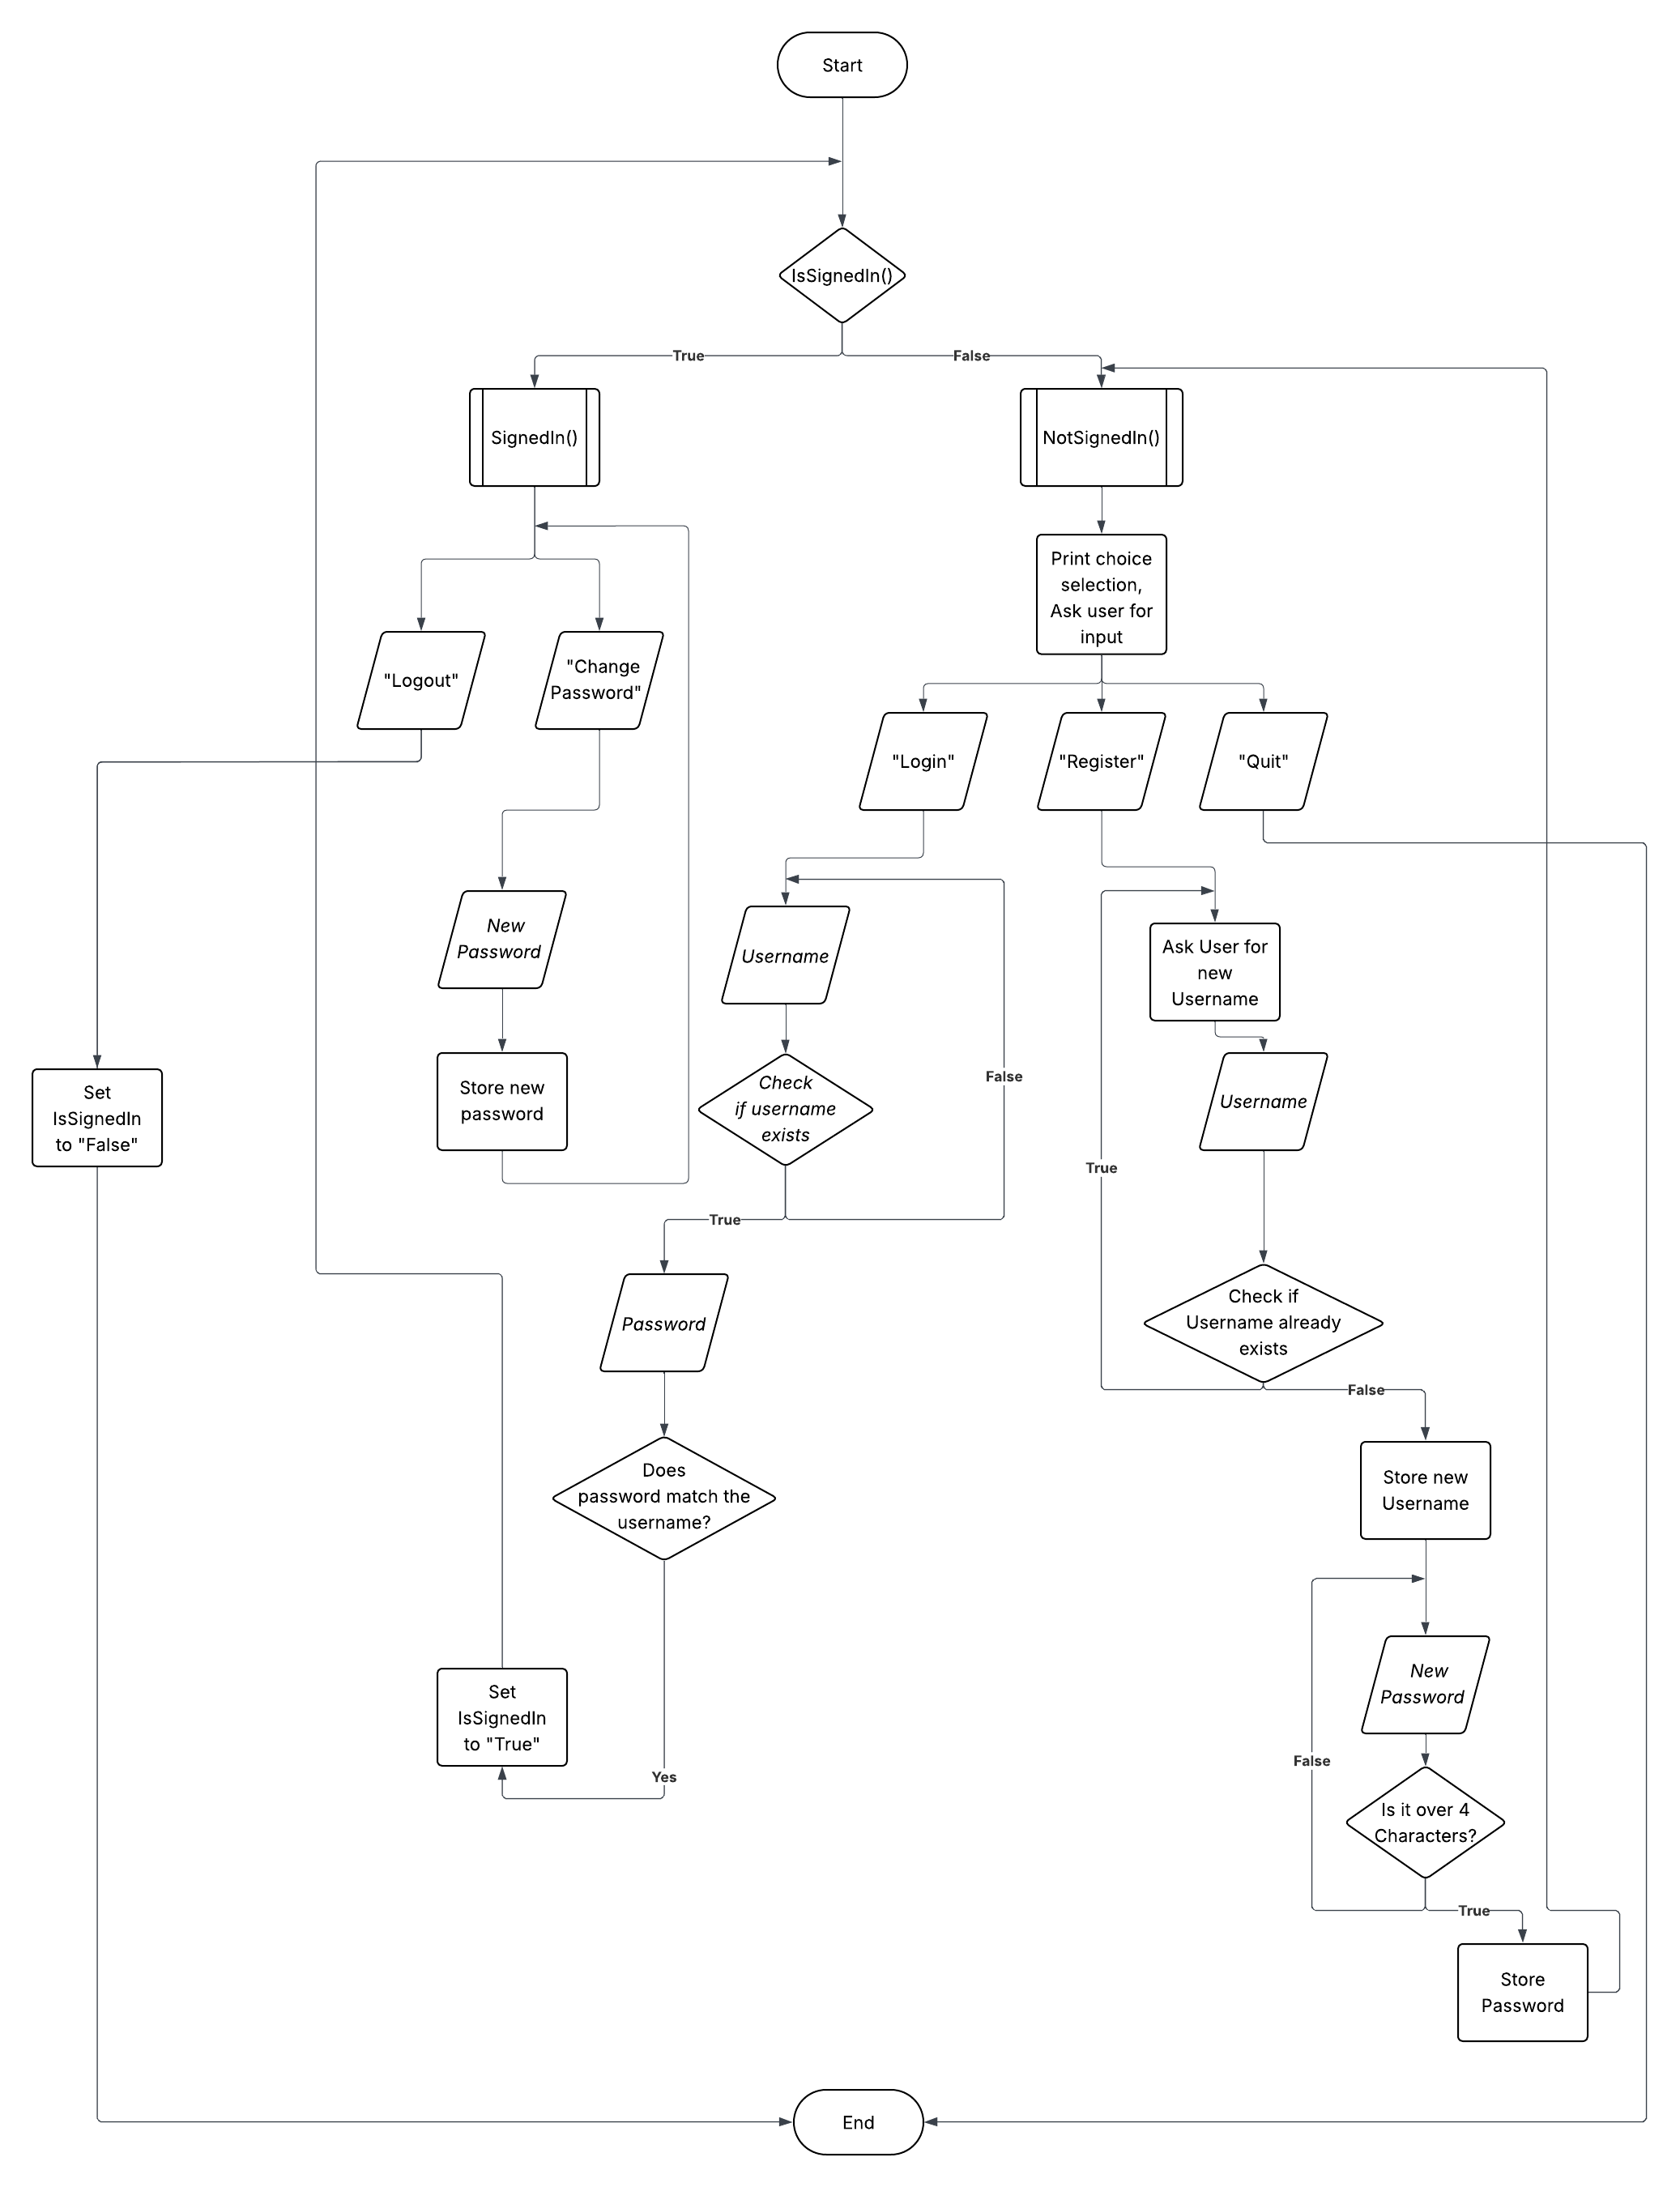 Start
IsSignedIn()
True
False
SignedIn()
NotSignedIn()
Print choice
selection,
Ask user for
input
"Logout"
"Change
Password"
"Login"
"Register"
"Quit"
New
Password
Username
Ask User for
new
Username
Set
IsSignedIn
to "False"
Store new
password
Check
if username
exists
False
Username
True
True
Password
Check if
Username already
exists
False
Does
password match the
username?
Store new
Username
Set
IsSignedIn
to "True"
Yes
New
Password
False
Is it over 4
Characters?
True
Store
Password
End